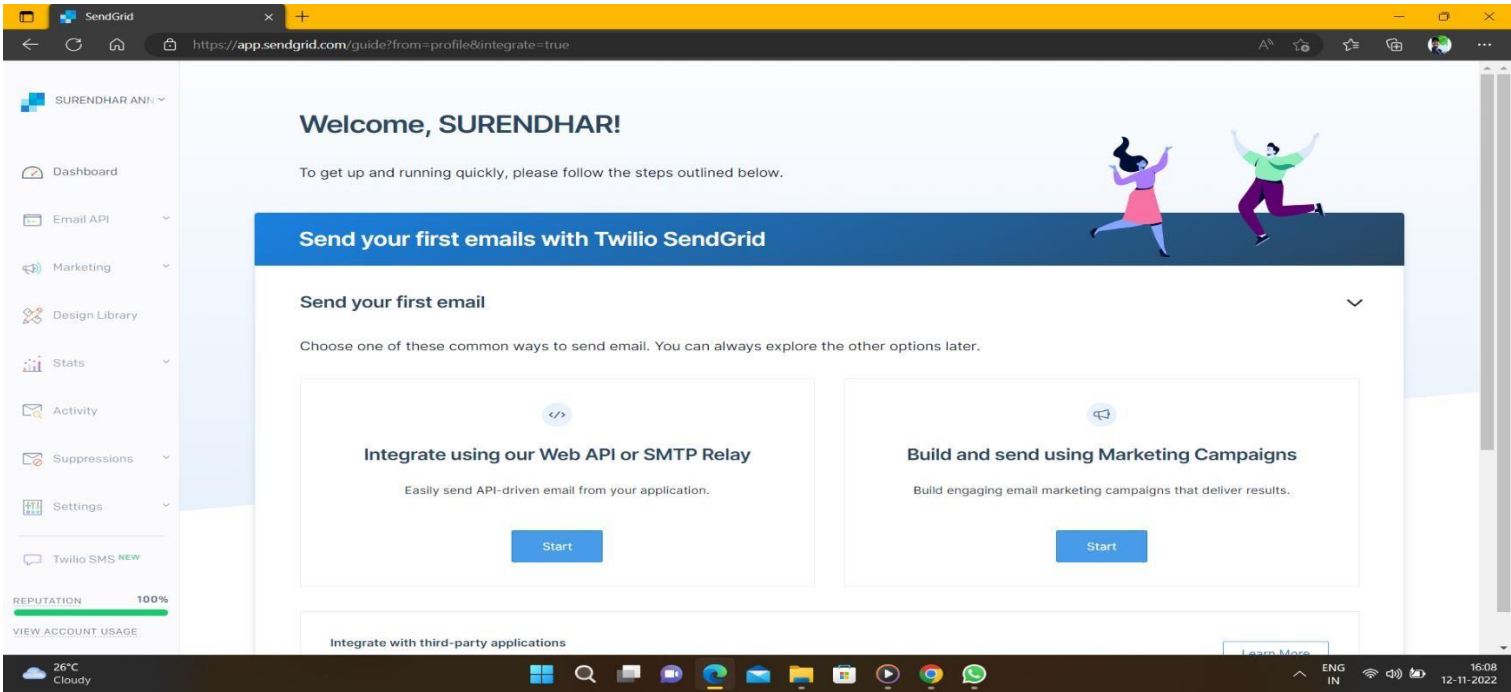 SendGrid
https://app.sendgrid.com/guide?from=profile&integrate=true
SURENDHAR ANN
Dashboard
Email API
Marketing
Design Library
Stats
Activity
Suppressions
Settings
Twilio SMS NEW
REPUTATION 100%
VIEW ACCOUNT USAGE
Welcome, SURENDHAR!
To get up and running quickly, please follow the steps outlined below.
Send your first emails with Twilio SendGrid
Send your first email
Choose one of these common ways to send email. You can always explore the other options later.
Integrate using our Web API or SMTP Relay
Easily send API-driven email from your application.
Start
Build and send using Marketing Campaigns
Build engaging email marketing campaigns that deliver results.
Start
Integrate with third-party applications
Learn More
26°C
Cloudy
ENG
IN
16:08
12-11-2022